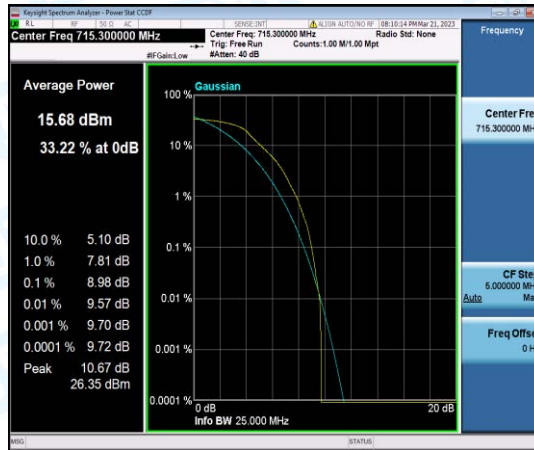 Keysight Spectrum Analyzer - Power Stat CCDF
RL RF 50 Ω AC SENSE:INT ALIGN AUTO/NO RF 08:10:14 PM Mar 21, 2023
Center Freq 715.300000 MHz Center Freq: 715.300000 MHz Radio Std: None
Trig: Free Run Counts:1.00 M/1.00 Mpt
#IFGain:Low #Atten: 40 dB
Frequency
Average Power
15.68 dBm
33.22 % at 0dB
10.0 % 5.10 dB
1.0 % 7.81 dB
0.1 % 8.98 dB
0.01 % 9.57 dB
0.001 % 9.70 dB
0.0001 % 9.72 dB
Peak 10.67 dB
26.35 dBm
Gaussian
100 %
10 %
1 %
0.1 %
0.01 %
0.001 %
0.0001 %
0 dB 20 dB
Info BW 25.000 MHz
Center Fre
715.300000 MH
CF Ste
5.000000 MH
Auto Ma
Freq Offse
0 H
MSG STATUS